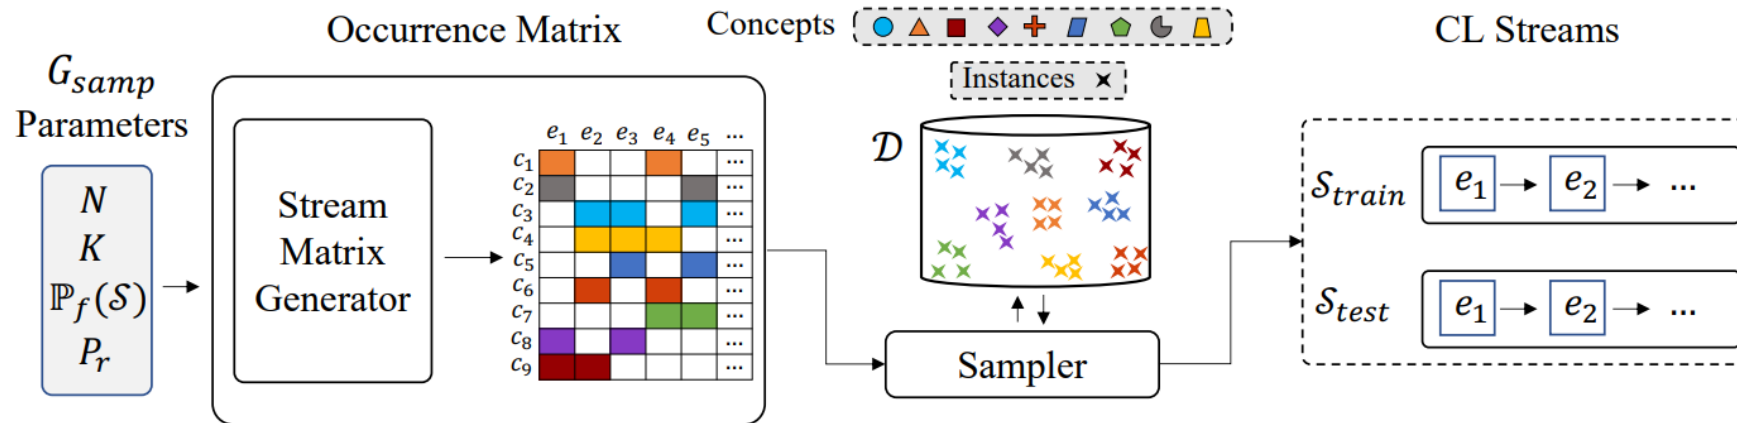 Occurrence Matrix
Concepts
CL Streams
G_samp
Parameters
Instances
N
K
ℙ_f(𝒮)
P_r
Stream
Matrix
Generator
e_1 e_2 e_3 e_4 e_5 ...
c_1 ...
c_2 ...
c_3 ...
c_4 ...
c_5 ...
c_6 ...
c_7 ...
c_8 ...
c_9 ...
𝒟
Sampler
𝒮_train e_1 e_2 ...
𝒮_test e_1 e_2 ...